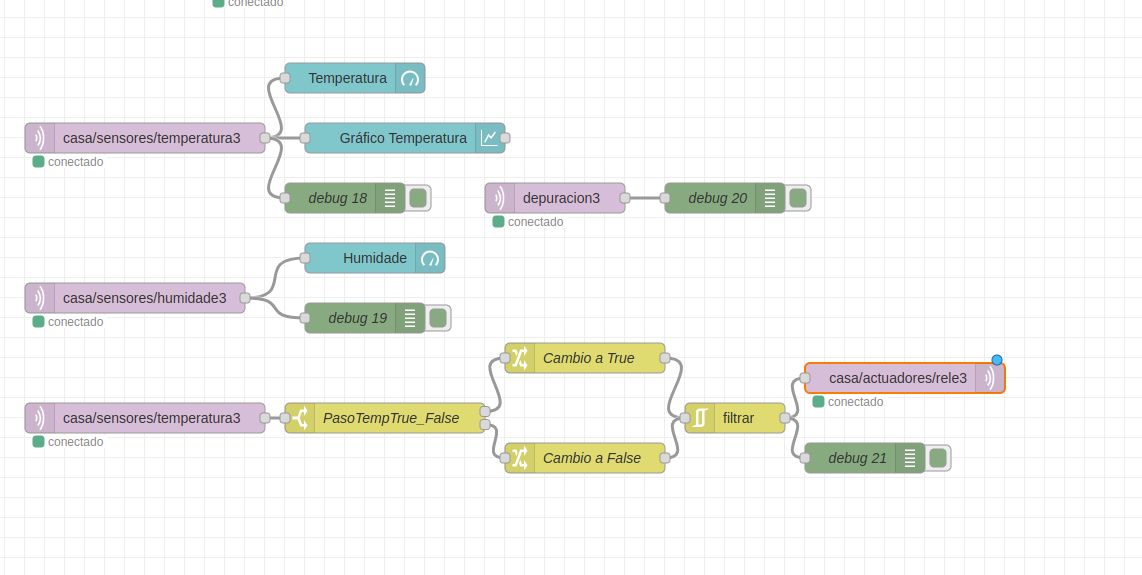 conectado
Temperatura
casa/sensores/temperatura3
Gráfico Temperatura
conectado
debug 18
depuracion3
debug 20
conectado
Humidade
casa/sensores/humidade3
conectado
debug 19
Cambio a True
casa/actuadores/rele3
conectado
casa/sensores/temperatura3
PasoTempTrue_False
filtrar
conectado
Cambio a False
debug 21